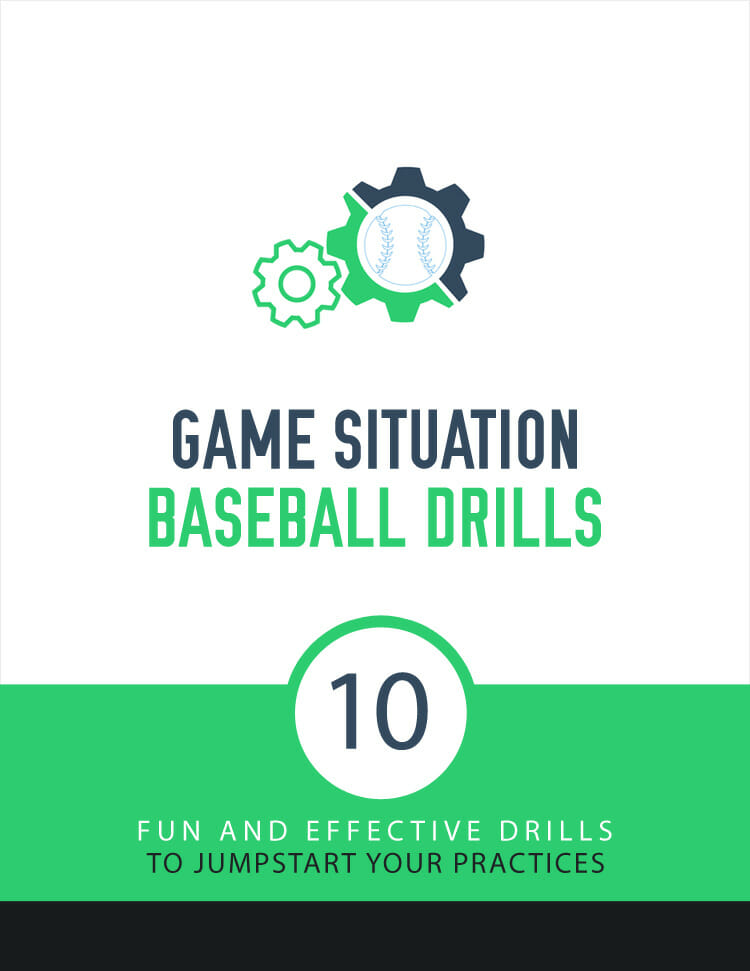 GAME SITUATION
BASEBALL DRILLS
10
FUN AND EFFECTIVE DRILLS
TO JUMPSTART YOUR PRACTICES